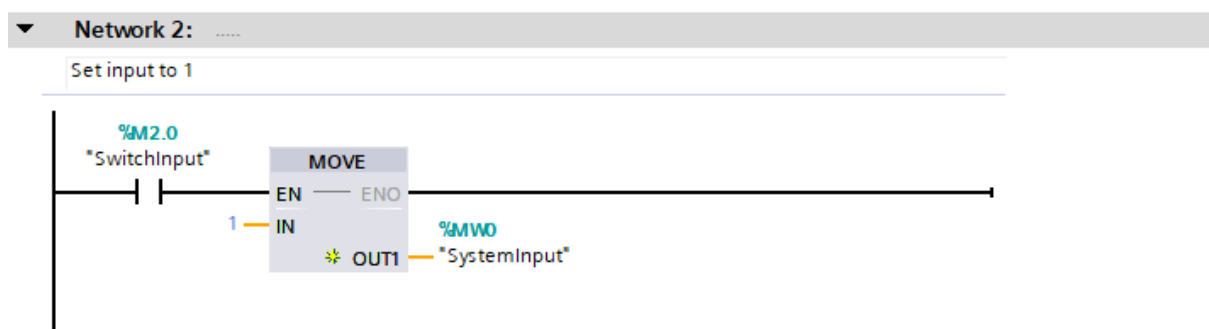 Network 2: .....
Set input to 1
%M2.0
"SwitchInput"
MOVE
EN ENO
1 IN
%MW0
OUT1 "SystemInput"